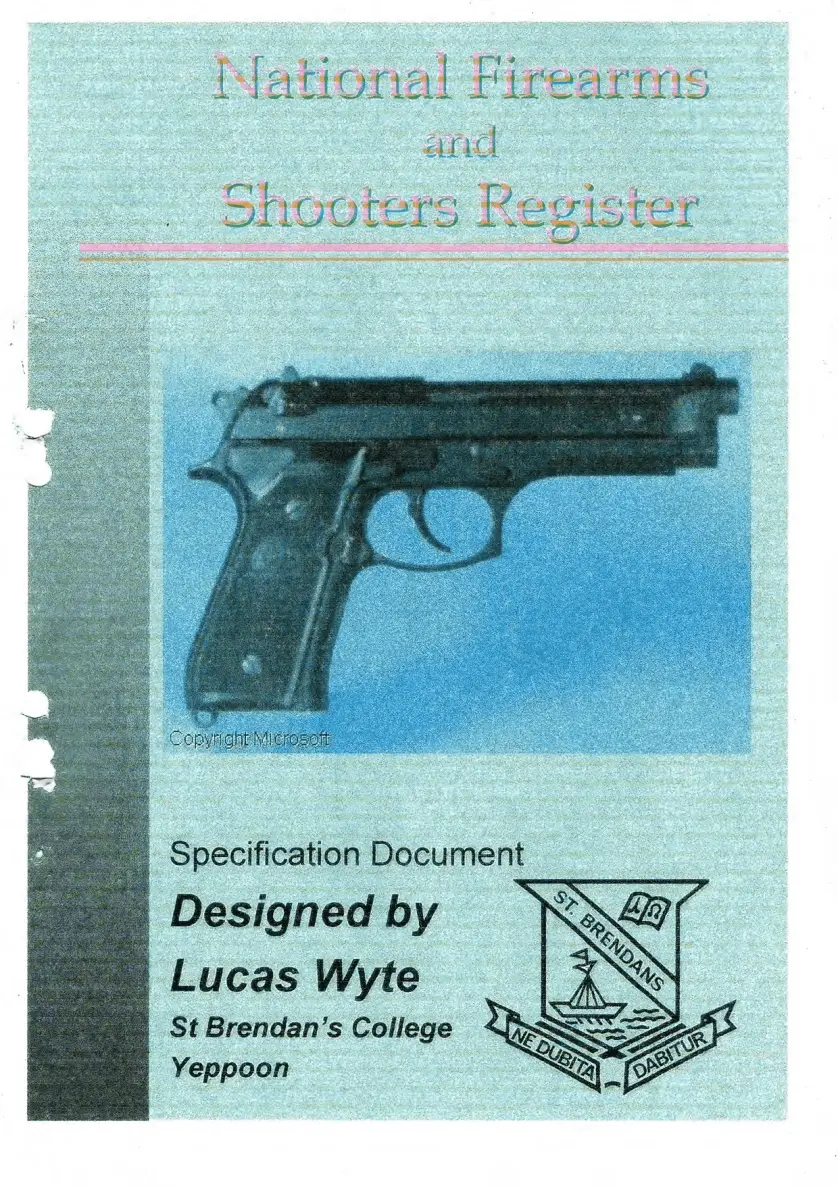 National Firearms
and
Shooters Register
Copyright Microsoft
Specification Document
Designed by
Lucas Wyte
St Brendan's College
Yeppoon
ST. BRENDANS
A Ω
NE DUBITA
DABITUR